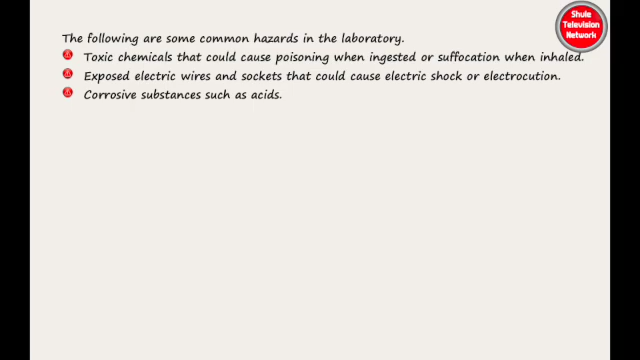 Shule
Television
Network
The following are some common hazards in the laboratory.
Toxic chemicals that could cause poisoning when ingested or suffocation when inhaled.
Exposed electric wires and sockets that could cause electric shock or electrocution.
Corrosive substances such as acids.